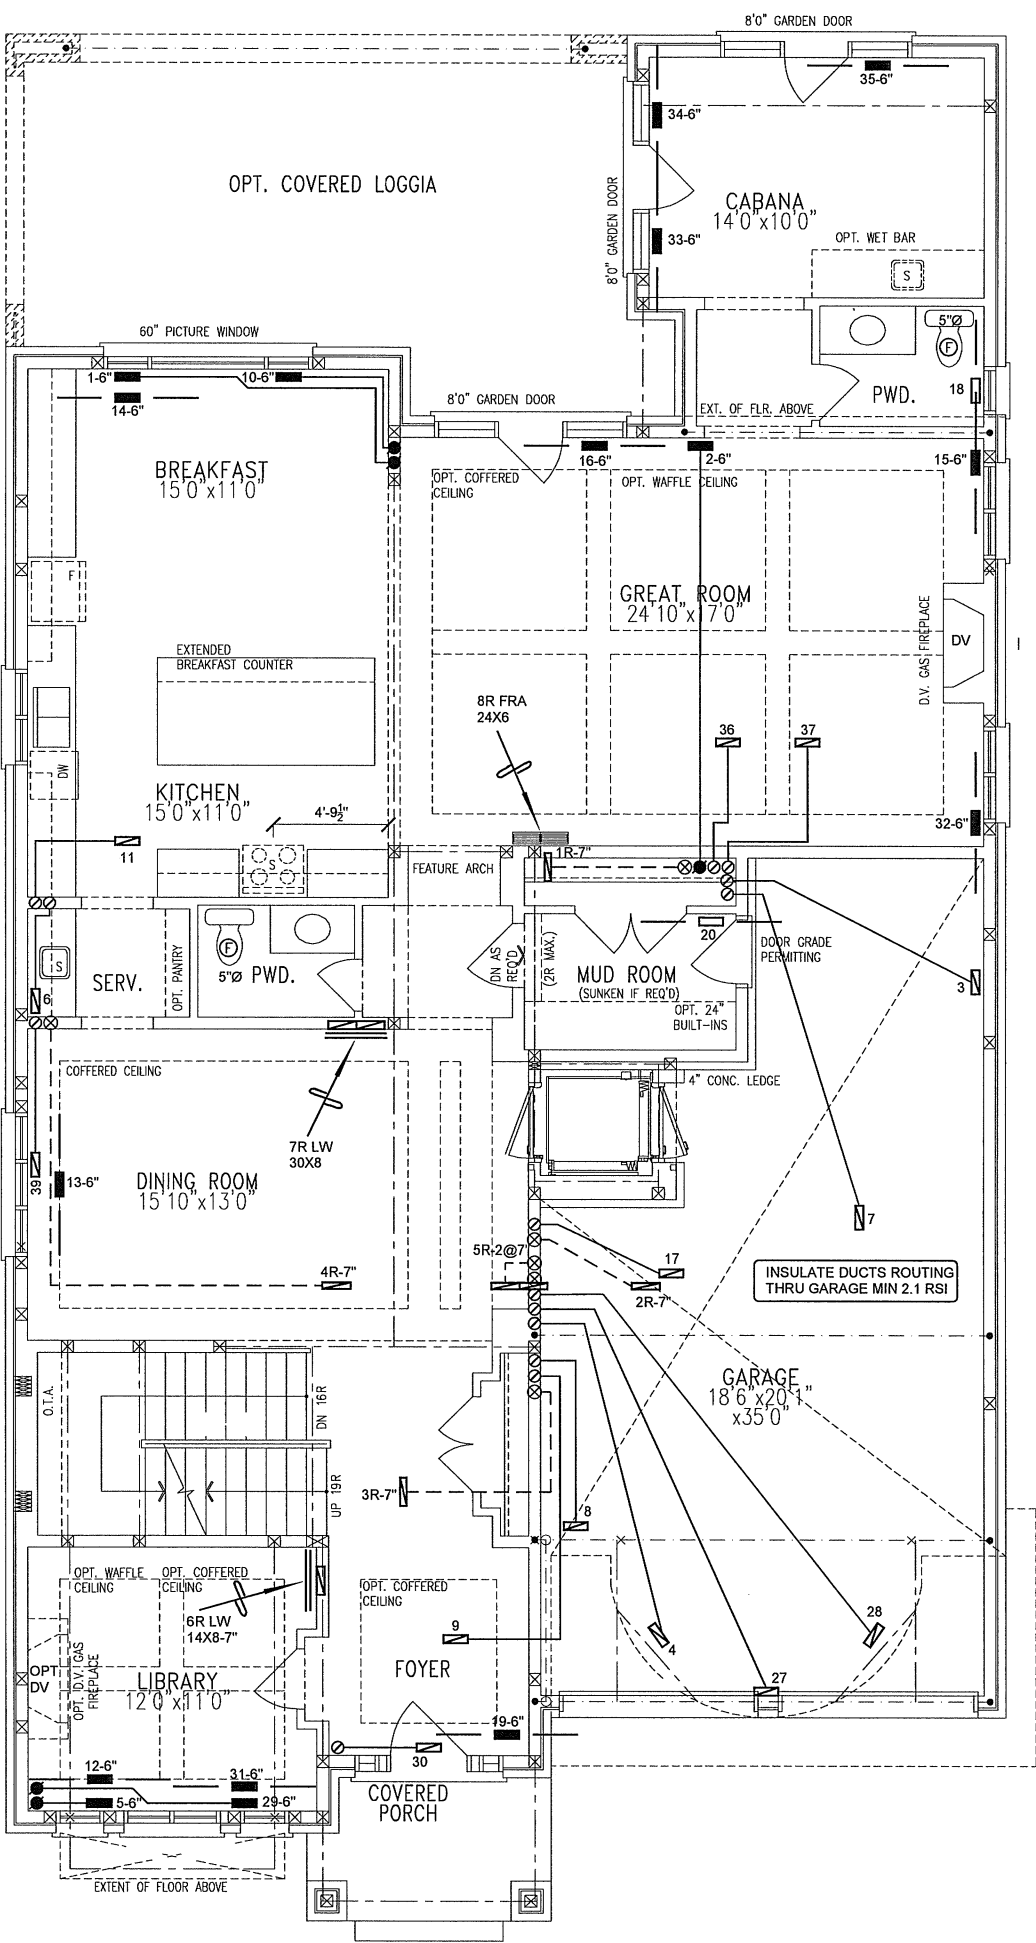 8'0" GARDEN DOOR
35-6"
34-6"
OPT. COVERED LOGGIA
CABANA
14'0"x10'0"
8'0" GARDEN DOOR
33-6"
OPT. WET BAR
S
60" PICTURE WINDOW
5"Ø
F
1-6"
10-6"
14-6"
8'0" GARDEN DOOR
EXT. OF FLR. ABOVE
PWD.
18
BREAKFAST
15'0"x11'0"
16-6"
2-6"
15-6"
OPT. COFFERED
CEILING
OPT. WAFFLE CEILING
F
GREAT ROOM
24'10"x17'0"
D.V. GAS FIREPLACE
DV
EXTENDED
BREAKFAST COUNTER
8R FRA
24X6
36
37
DW
KITCHEN
15'0"x11'0"
4'-9½"
32-6"
11
S
FEATURE ARCH
1R-7"
20
DOOR GRADE
PERMITTING
S
6
SERV.
OPT. PANTRY
F
5"Ø
PWD.
DN AS
REQ'D
(2R MAX.)
MUD ROOM
(SUNKEN IF REQ'D)
3
OPT. 24"
BUILT-INS
COFFERED CEILING
4" CONC. LEDGE
7R LW
30X8
39
13-6"
DINING ROOM
15'10"x13'0"
7
5R-2@7"
17
4R-7"
2R-7"
INSULATE DUCTS ROUTING
THRU GARAGE MIN 2.1 RSI
O.T.A.
DN 16R
GARAGE
18'6"x20'1"
x35'0"
UP 19R
3R-7"
8
OPT. WAFFLE
CEILING
OPT. COFFERED
CEILING
OPT. COFFERED
CEILING
6R LW
14X8-7"
9
28
4
OPT
DV
OPT. D.V. GAS
FIREPLACE
LIBRARY
12'0"x11'0"
FOYER
27
19-6"
30
12-6"
31-6"
5-6"
29-6"
COVERED
PORCH
EXTENT OF FLOOR ABOVE